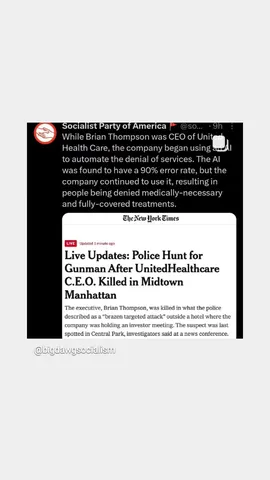 Socialist Party of America 🚩 @so... · 9h
While Brian Thompson was CEO of United
Health Care, the company began using an AI
to automate the denial of services. The AI
was found to have a 90% error rate, but the
company continued to use it, resulting in
people being denied medically-necessary
and fully-covered treatments.
The New York Times
LIVE Updated 1 minute ago
Live Updates: Police Hunt for
Gunman After UnitedHealthcare
C.E.O. Killed in Midtown
Manhattan
The executive, Brian Thompson, was killed in what the police
described as a “brazen targeted attack” outside a hotel where the
company was holding an investor meeting. The suspect was last
spotted in Central Park, investigators said at a news conference.
@bigdawgsocialism